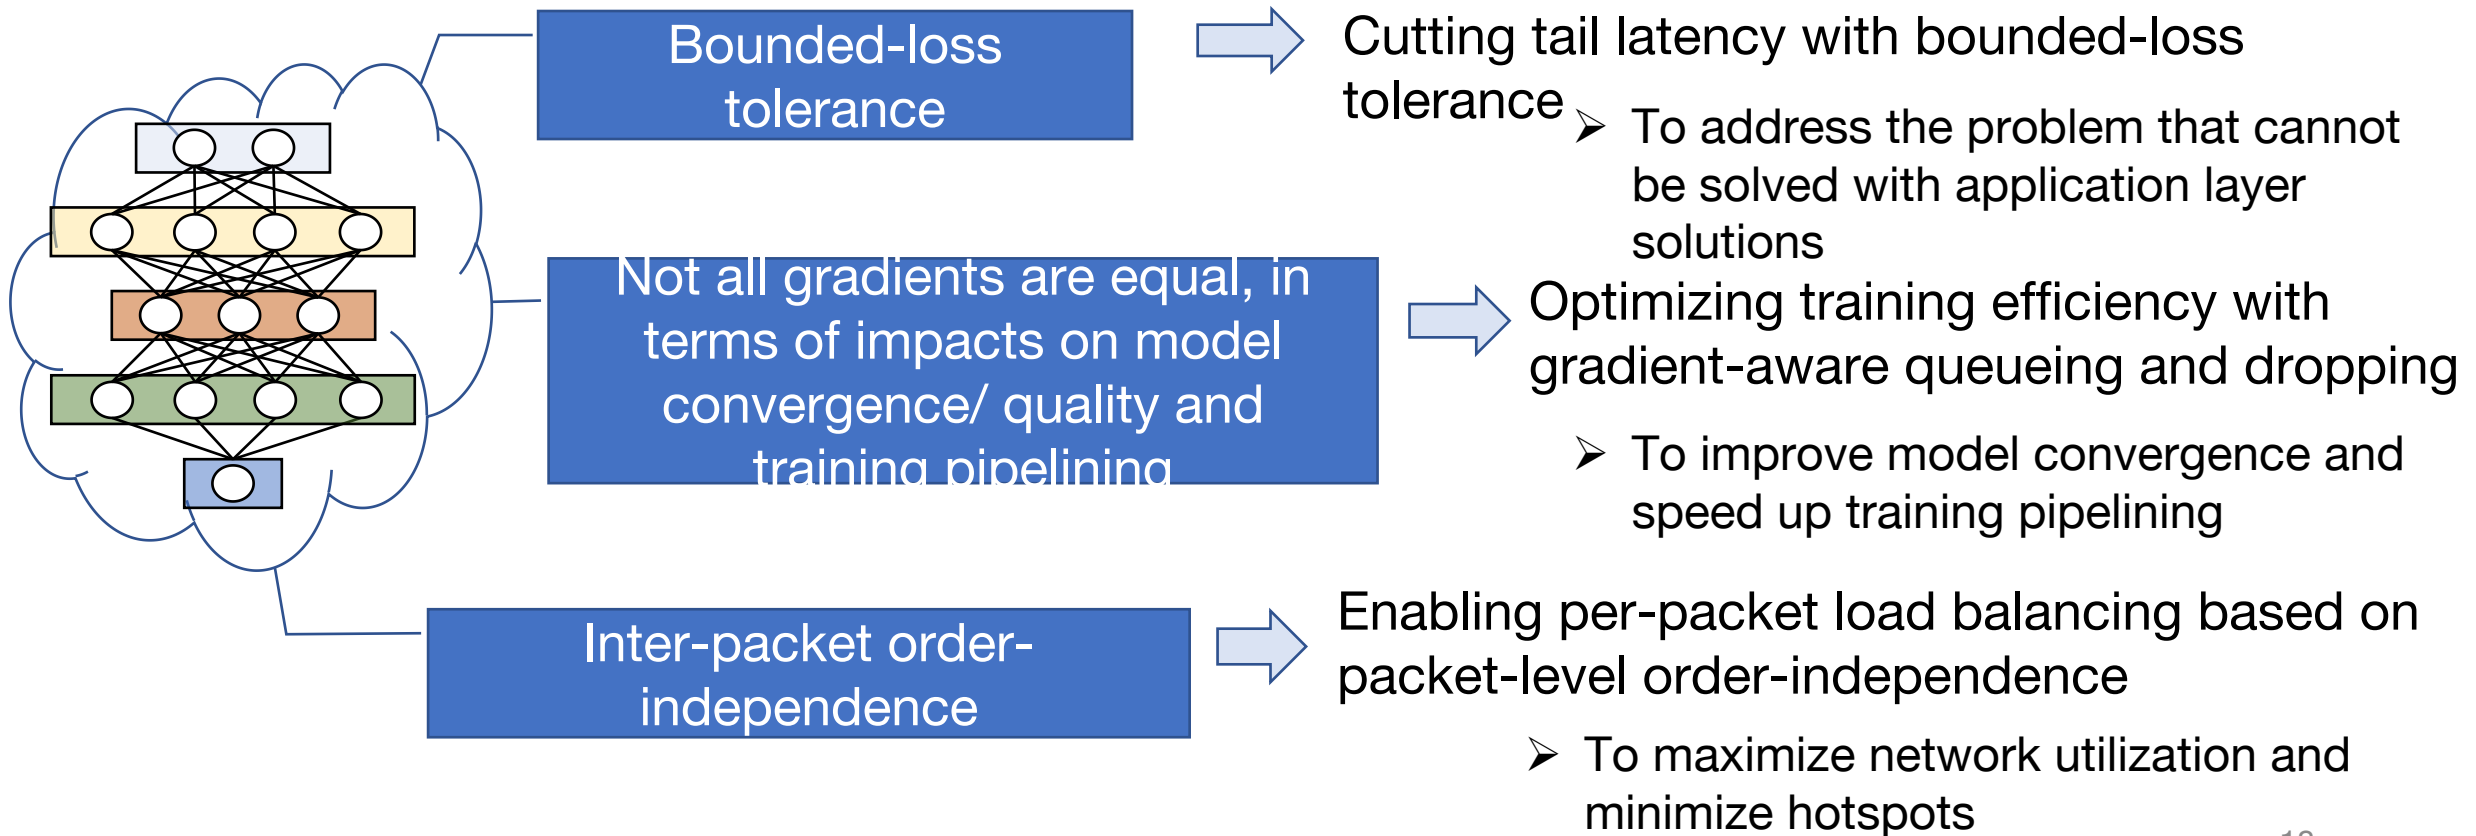 Bounded-loss
tolerance
Cutting tail latency with bounded-loss
tolerance
➢ To address the problem that cannot
be solved with application layer
solutions
Not all gradients are equal, in
terms of impacts on model
convergence/ quality and
training pipelining
Optimizing training efficiency with
gradient-aware queueing and dropping
➢ To improve model convergence and
speed up training pipelining
Inter-packet order-
independence
Enabling per-packet load balancing based on
packet-level order-independence
➢ To maximize network utilization and
minimize hotspots